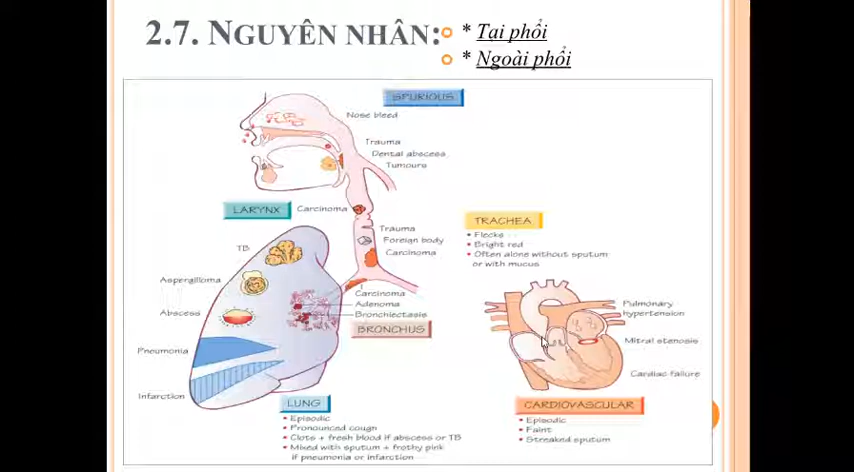 2.7. NGUYÊN NHÂN:
* Tại phổi
* Ngoài phổi
SPURIOUS
Nose bleed
Trauma
Dental abscess
Tumours
LARYNX
Carcinoma
Trauma
Foreign body
Carcinoma
TRACHEA
• Flecks
• Bright red
• Often alone without sputum
or with mucus
TB
Aspergilloma
Abscess
Pneumonia
Infarction
Carcinoma
Adenoma
Bronchiectasis
BRONCHUS
Pulmonary
hypertension
Mitral stenosis
Cardiac failure
LUNG
• Episodic
• Pronounced cough
• Clots + fresh blood if abscess or TB
• Mixed with sputum + frothy pink
if pneumonia or infarction
CARDIOVASCULAR
• Episodic
• Faint
• Streaknd sputum